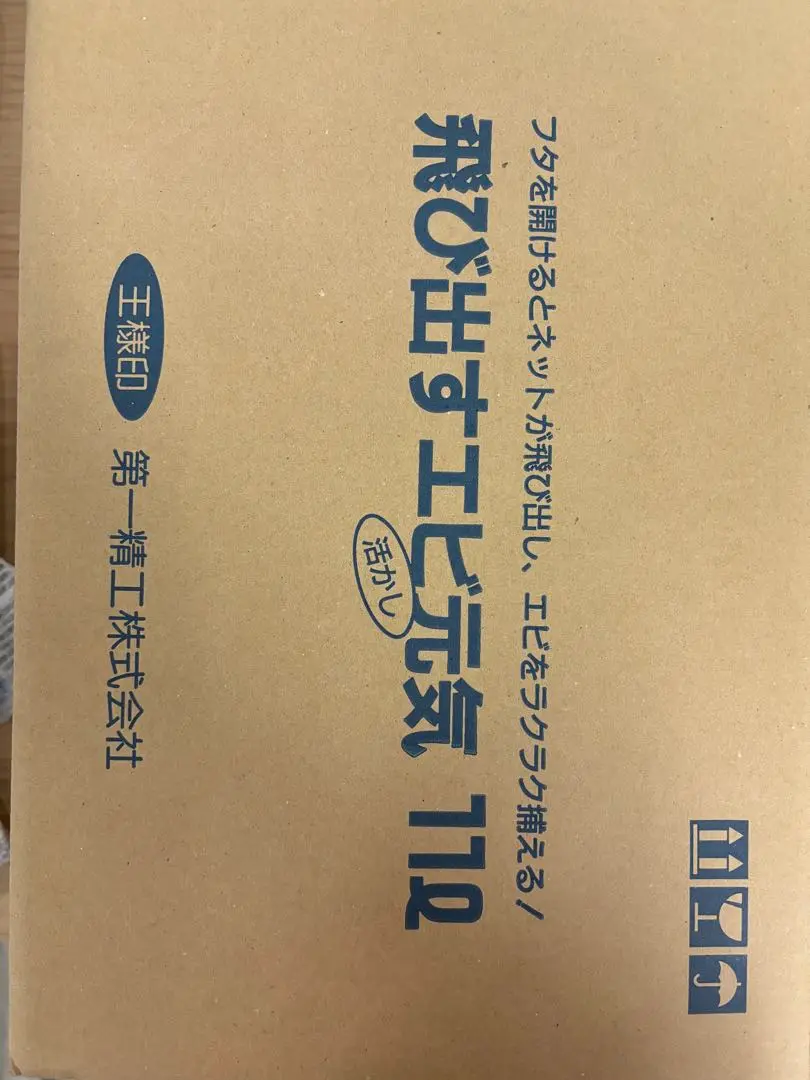 フタを開けるとネットが飛び出し、エビをラクラク捕える!
飛び出すエビ元気 11ℓ
活かし
王様印 第一精工株式会社